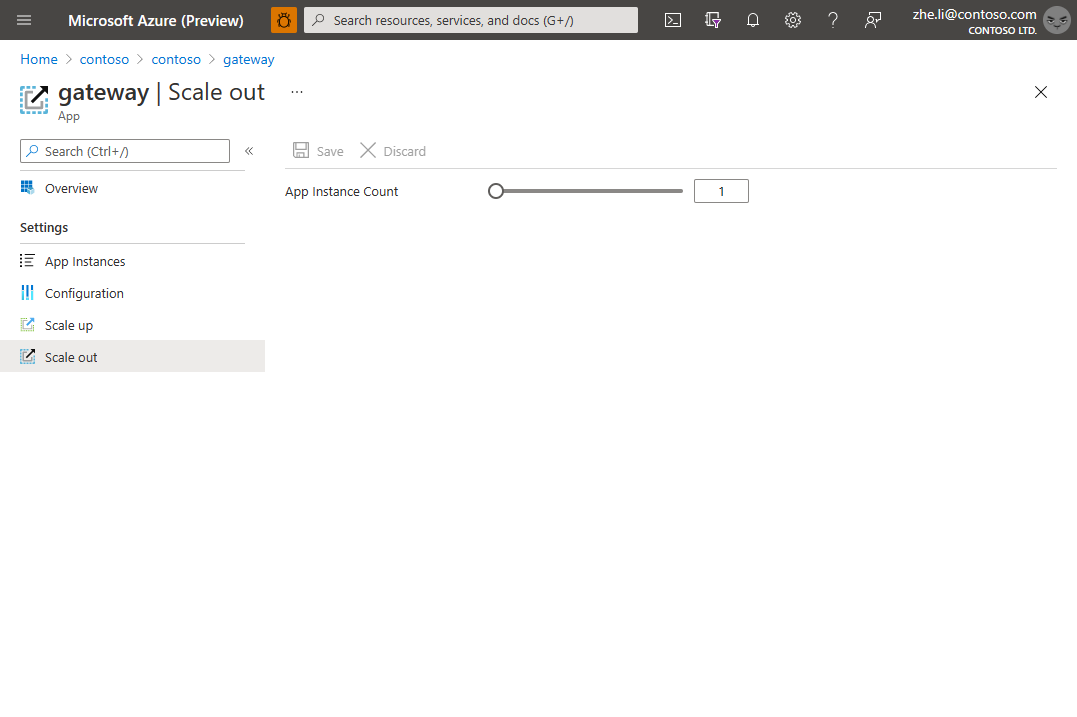 Microsoft Azure (Preview)
Search resources, services, and docs (G+/)
zhe.li@contoso.com
CONTOSO LTD.
Home > contoso > contoso > gateway
gateway | Scale out ...
App
Search (Ctrl+/)
«
Save
Discard
Overview
App Instance Count
1
Settings
App Instances
Configuration
Scale up
Scale out